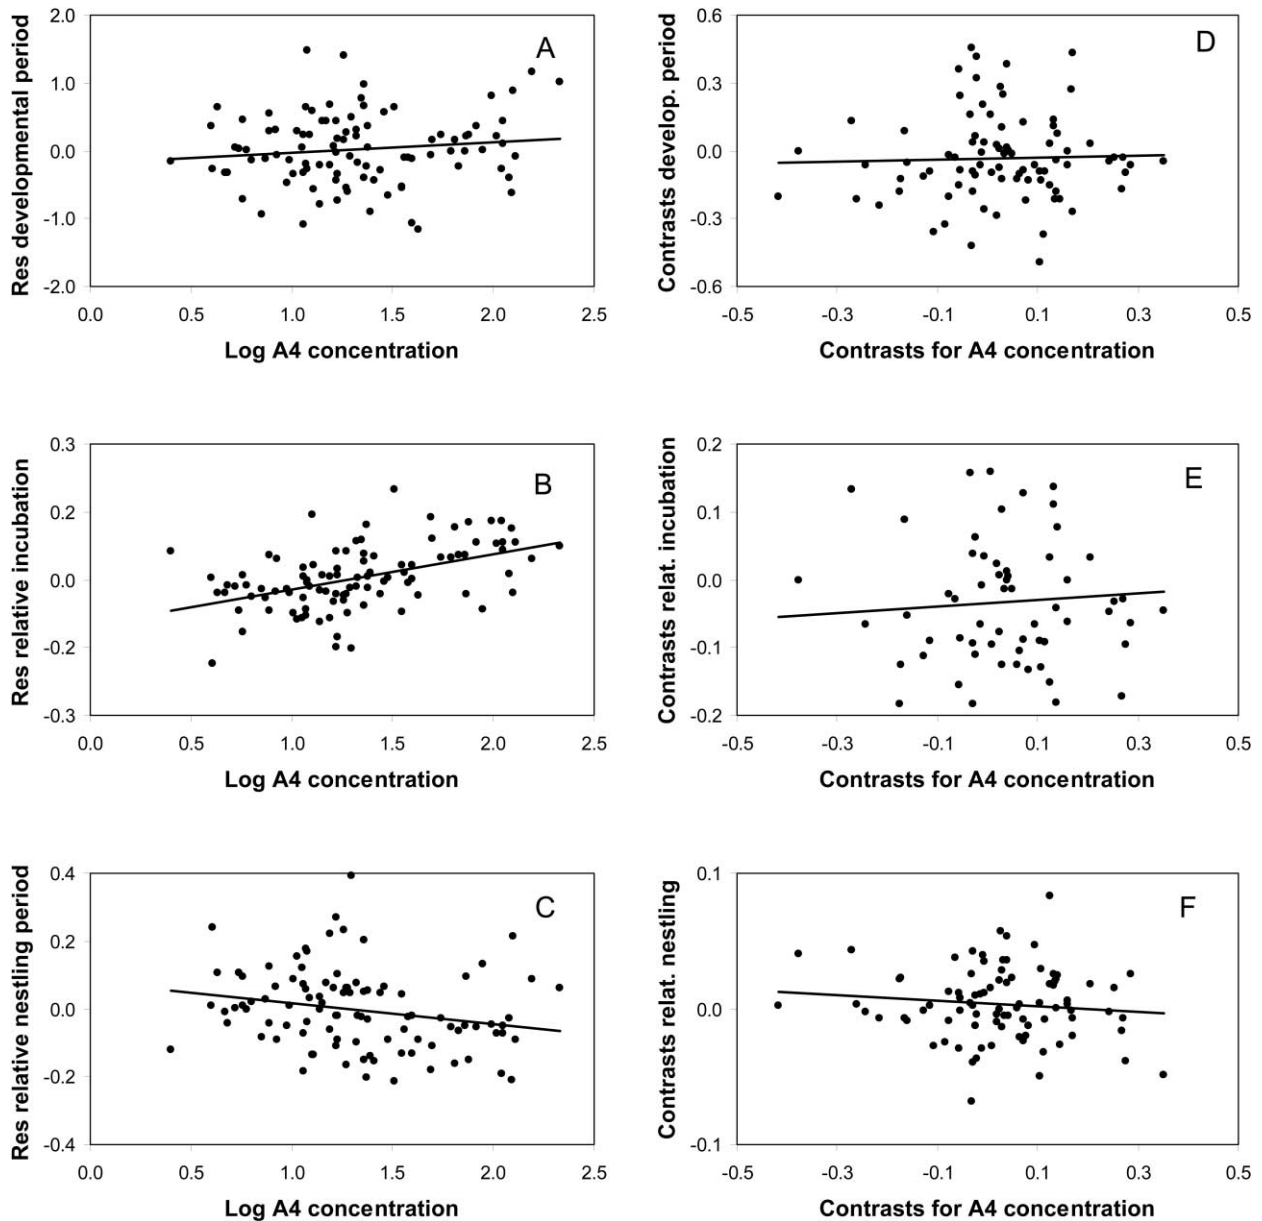 A
Res developmental period
2.0
1.0
0.0
-1.0
-2.0
0.0 0.5 1.0 1.5 2.0 2.5
Log A4 concentration
D
Contrasts develop. period
0.6
0.3
0.0
-0.3
-0.6
-0.5 -0.3 -0.1 0.1 0.3 0.5
Contrasts for A4 concentration
B
Res relative incubation
0.3
0.2
0.0
-0.2
-0.3
0.0 0.5 1.0 1.5 2.0 2.5
Log A4 concentration
E
Contrasts relat. incubation
0.2
0.1
0.0
-0.1
-0.2
-0.5 -0.3 -0.1 0.1 0.3 0.5
Contrasts for A4 concentration
C
Res relative nestling period
0.4
0.2
0.0
-0.2
-0.4
0.0 0.5 1.0 1.5 2.0 2.5
Log A4 concentration
F
Contrasts relat. nestling
0.1
0.0
-0.1
-0.5 -0.3 -0.1 0.1 0.3 0.5
Contrasts for A4 concentration